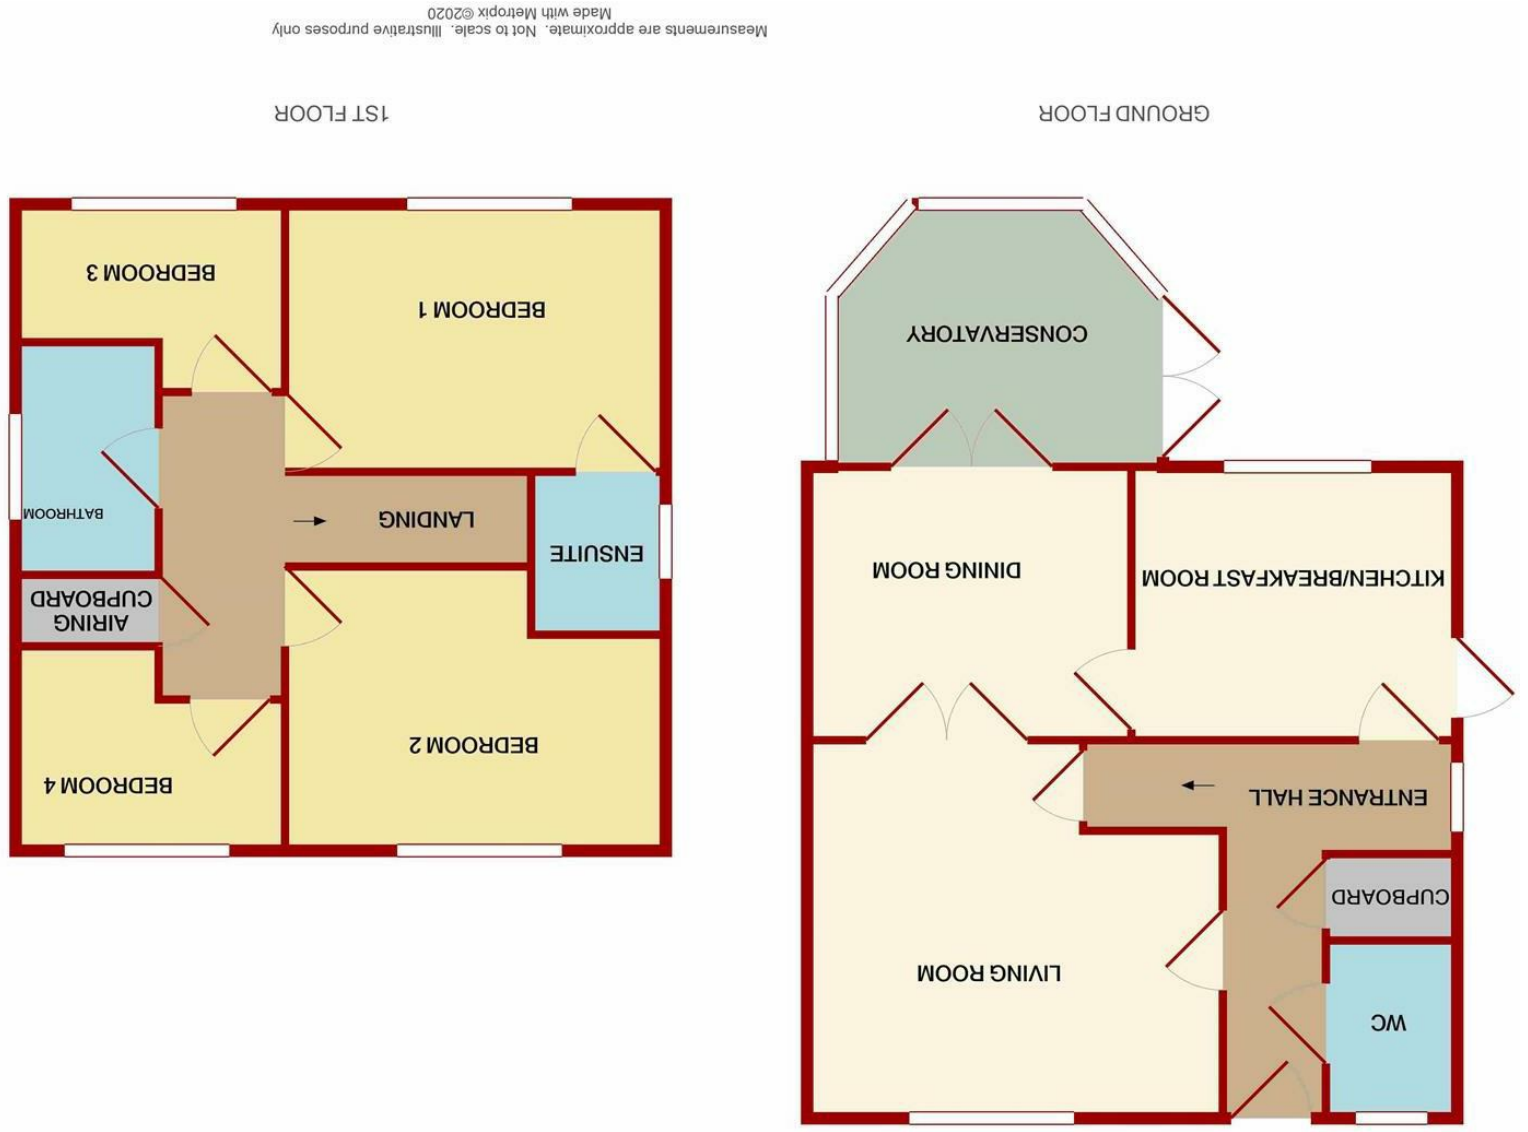 GROUND FLOOR
WC
CUPBOARD
LIVING ROOM
ENTRANCE HALL
KITCHEN/BREAKFAST ROOM
DINING ROOM
CONSERVATORY
1ST FLOOR
BEDROOM 4
BEDROOM 2
AIRING
CUPBOARD
ENSUITE
LANDING
BATHROOM
BEDROOM 1
BEDROOM 3
Measurements are approximate. Not to scale. Illustrative purposes only
Made with Metropix ©2020